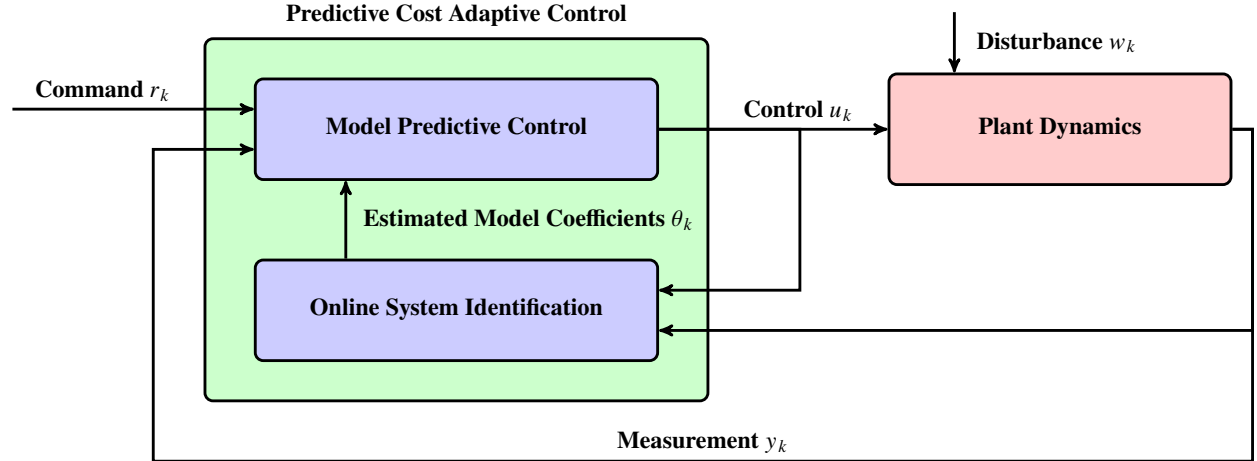 Predictive Cost Adaptive Control
Disturbance w_k
Command r_k
Model Predictive Control
Control u_k
Plant Dynamics
Estimated Model Coefficients θ_k
Online System Identification
Measurement y_k